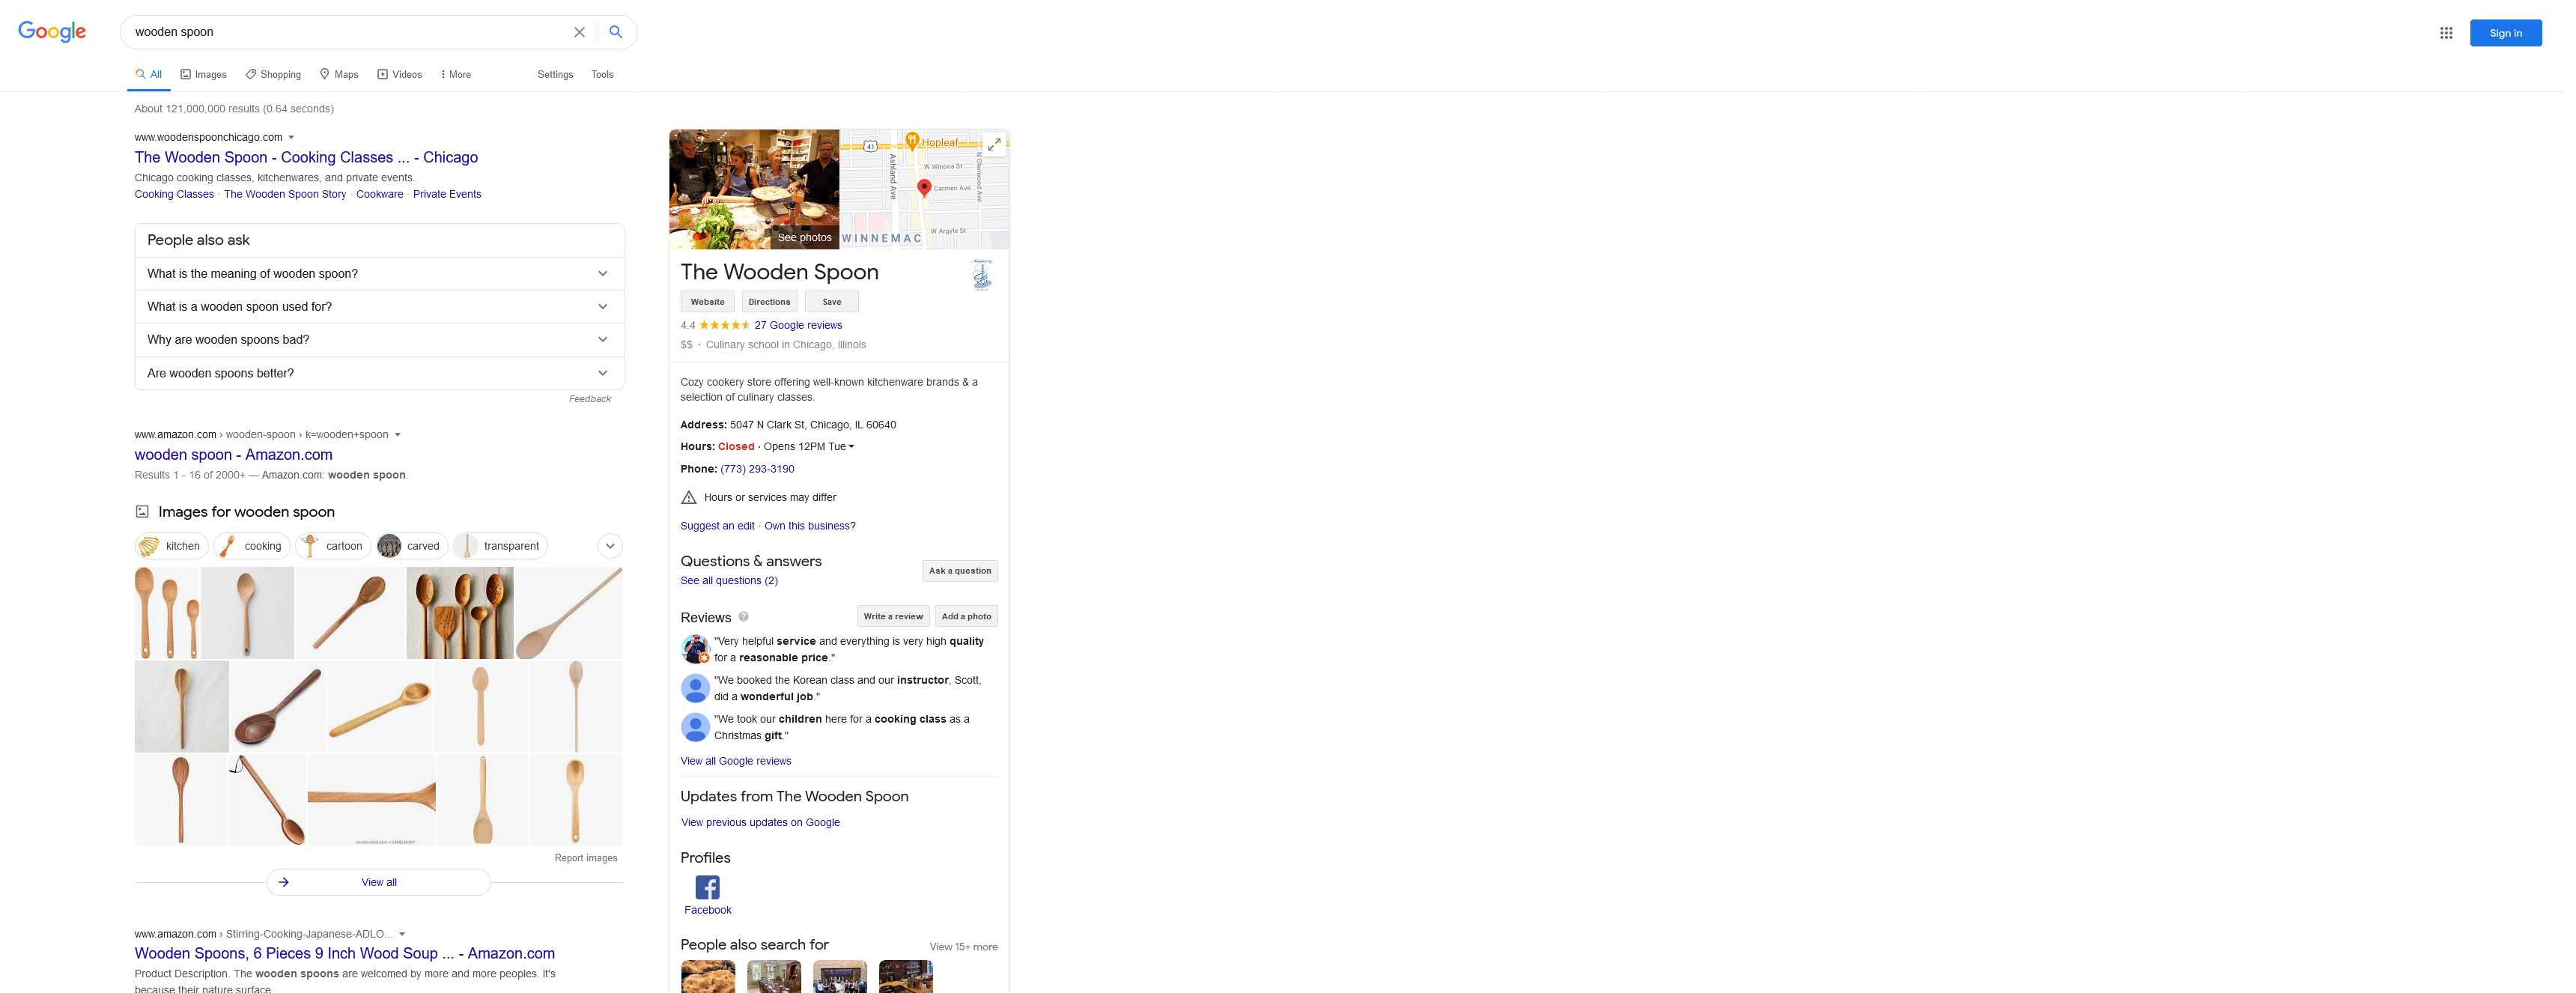 Google
wooden spoon
Sign in
All
Images
Shopping
Maps
Videos
More
Settings
Tools
About 121,000,000 results (0.64 seconds)
www.woodenspoonchicago.com
The Wooden Spoon - Cooking Classes ... - Chicago
Chicago cooking classes, kitchenwares, and private events.
Cooking Classes · The Wooden Spoon Story · Cookware · Private Events
People also ask
What is the meaning of wooden spoon?
What is a wooden spoon used for?
Why are wooden spoons bad?
Are wooden spoons better?
Feedback
www.amazon.com › wooden-spoon › k=wooden+spoon
wooden spoon - Amazon.com
Results 1 - 16 of 2000+ — Amazon.com: wooden spoon.
Images for wooden spoon
kitchen
cooking
cartoon
carved
transparent
Report images
View all
www.amazon.com › Stirring-Cooking-Japanese-ADLO...
Wooden Spoons, 6 Pieces 9 Inch Wood Soup ... - Amazon.com
Product Description. The wooden spoons are welcomed by more and more peoples. It's
because their nature surface
See photos
41
Hopleaf
W Winona St
Ashland Ave
N Glenwood Ave
Carmen Ave
W Argyle St
WINNEMAC
The Wooden Spoon
Website
Directions
Save
4.4
27 Google reviews
$$ · Culinary school in Chicago, Illinois
Cozy cookery store offering well-known kitchenware brands & a
selection of culinary classes.
Address: 5047 N Clark St, Chicago, IL 60640
Hours: Closed · Opens 12PM Tue
Phone: (773) 293-3190
Hours or services may differ
Suggest an edit · Own this business?
Questions & answers
See all questions (2)
Ask a question
Reviews
Write a review
Add a photo
"Very helpful service and everything is very high quality
for a reasonable price."
"We booked the Korean class and our instructor, Scott,
did a wonderful job."
"We took our children here for a cooking class as a
Christmas gift."
View all Google reviews
Updates from The Wooden Spoon
View previous updates on Google
Profiles
Facebook
People also search for
View 15+ more